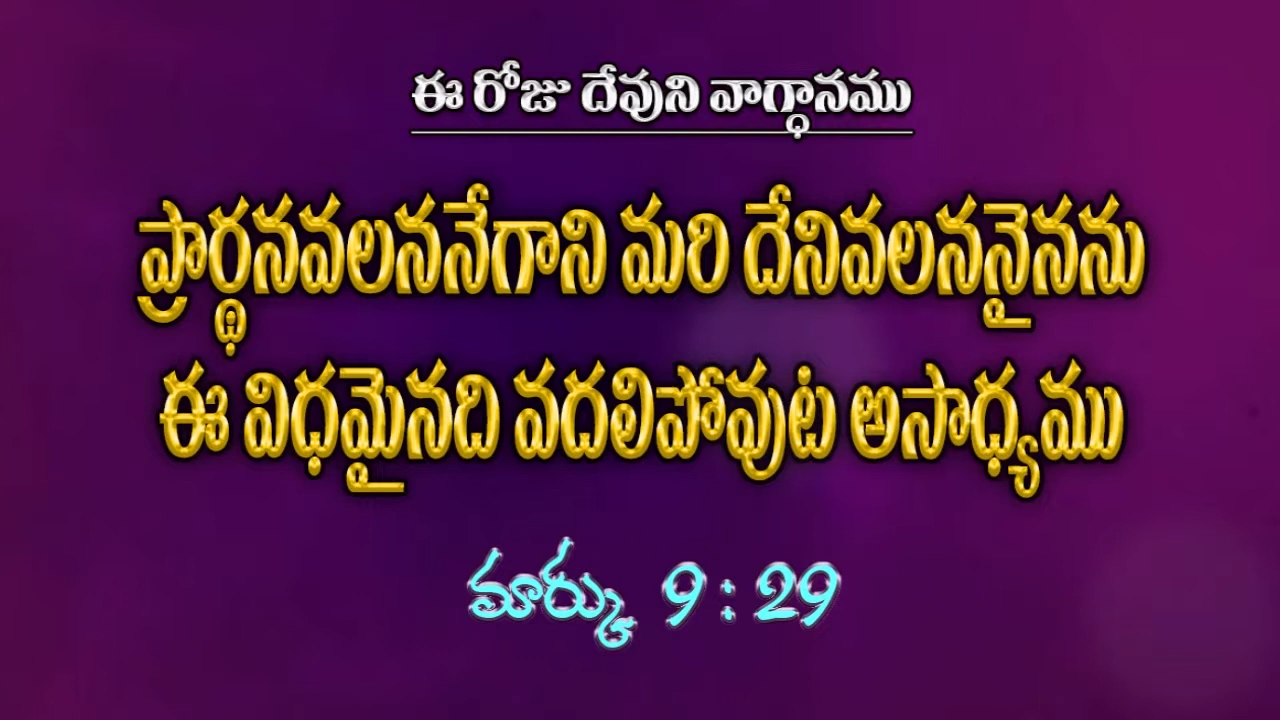 ఈ రోజు దేవుని వాగ్ధానము
ప్రార్థనవలననేగాని మరి దేనివలననైనను
ఈ విధమైనది వదలిపోవుట అసాధ్యము
మార్కు 9 : 29